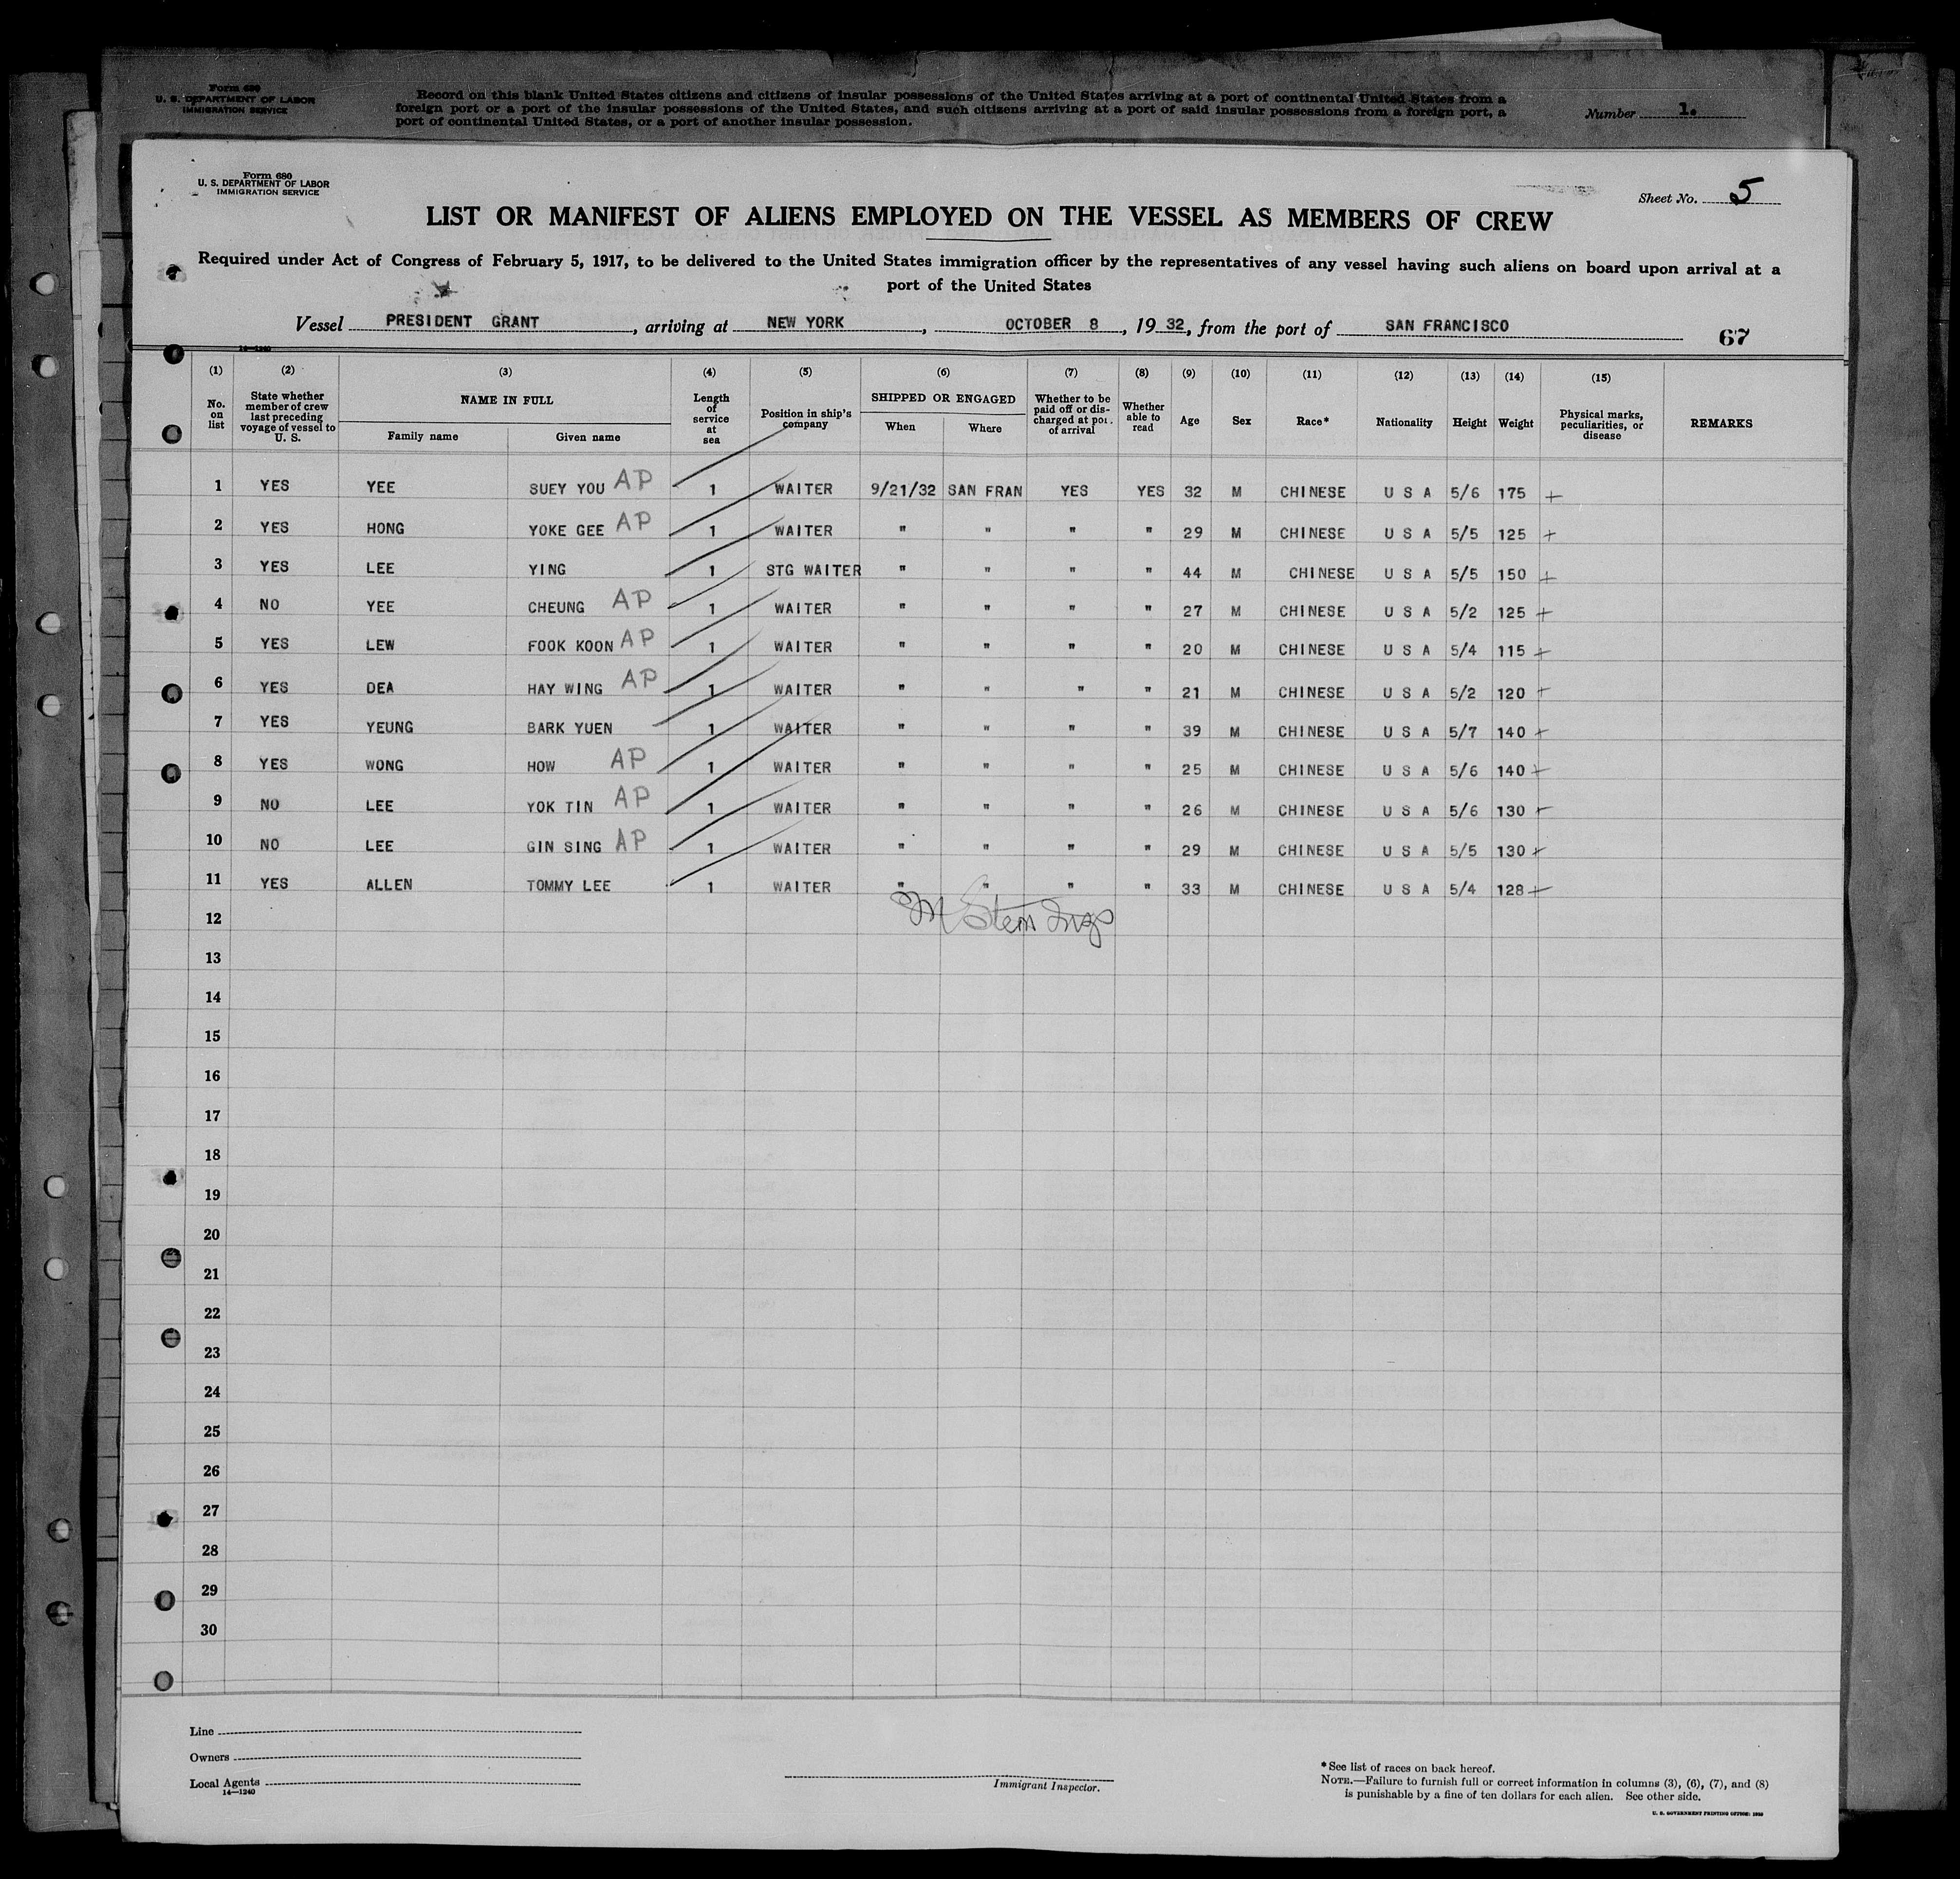 Form 689
U. S. DEPARTMENT OF LABOR
IMMIGRATION SERVICE
Record on this blank United States citizens and citizens of insular possessions of the United States arriving at a port of continental United States from a
foreign port or a port of the insular possessions of the United States, and such citizens arriving at a port of said insular possessions from a foreign port, a
port of continental United States, or a port of another insular possession.
Number 1.
Form 680
U. S. DEPARTMENT OF LABOR
IMMIGRATION SERVICE
Sheet No. 5
LIST OR MANIFEST OF ALIENS EMPLOYED ON THE VESSEL AS MEMBERS OF CREW
Required under Act of Congress of February 5, 1917, to be delivered to the United States immigration officer by the representatives of any vessel having such aliens on board upon arrival at a
port of the United States
Vessel PRESIDENT GRANT, arriving at NEW YORK, OCTOBER 8, 1932, from the port of SAN FRANCISCO
67
14—1240
(1) (2) (3) (4) (5) (6) (7) (8) (9) (10) (11) (12) (13) (14) (15)
No. on list
State whether member of crew last preceding voyage of vessel to U. S.
NAME IN FULL
Family name
Given name
Length of service at sea
Position in ship's company
SHIPPED OR ENGAGED
When
Where
Whether to be paid off or discharged at port of arrival
Whether able to read
Age
Sex
Race*
Nationality
Height
Weight
Physical marks, peculiarities, or disease
REMARKS
1 YES YEE SUEY YOU AP 1 WAITER 9/21/32 SAN FRAN YES YES 32 M CHINESE U S A 5/6 175 +
2 YES HONG YOKE GEE AP 1 WAITER " " " " 29 M CHINESE U S A 5/5 125 +
3 YES LEE YING 1 STG WAITER " " " " 44 M CHINESE U S A 5/5 150 +
4 NO YEE CHEUNG AP 1 WAITER " " " " 27 M CHINESE U S A 5/2 125 +
5 YES LEW FOOK KOON AP 1 WAITER " " " " 20 M CHINESE U S A 5/4 115 +
6 YES DEA HAY WING AP 1 WAITER " " " " 21 M CHINESE U S A 5/2 120 +
7 YES YEUNG BARK YUEN 1 WAITER " " " " 39 M CHINESE U S A 5/7 140 +
8 YES WONG HOW AP 1 WAITER " " " " 25 M CHINESE U S A 5/6 140 +
9 NO LEE YOK TIN AP 1 WAITER " " " " 26 M CHINESE U S A 5/6 130 +
10 NO LEE GIN SING AP 1 WAITER " " " " 29 M CHINESE U S A 5/5 130 +
11 YES ALLEN TOMMY LEE 1 WAITER " " " " 33 M CHINESE U S A 5/4 128 +
12 M Stern Insp
13
14
15
16
17
18
19
20
21
22
23
24
25
26
27
28
29
30
Line
Owners
Local Agents
14—1240
Immigrant Inspector.
*See list of races on back hereof.
NOTE.—Failure to furnish full or correct information in columns (3), (6), (7), and (8)
is punishable by a fine of ten dollars for each alien. See other side.